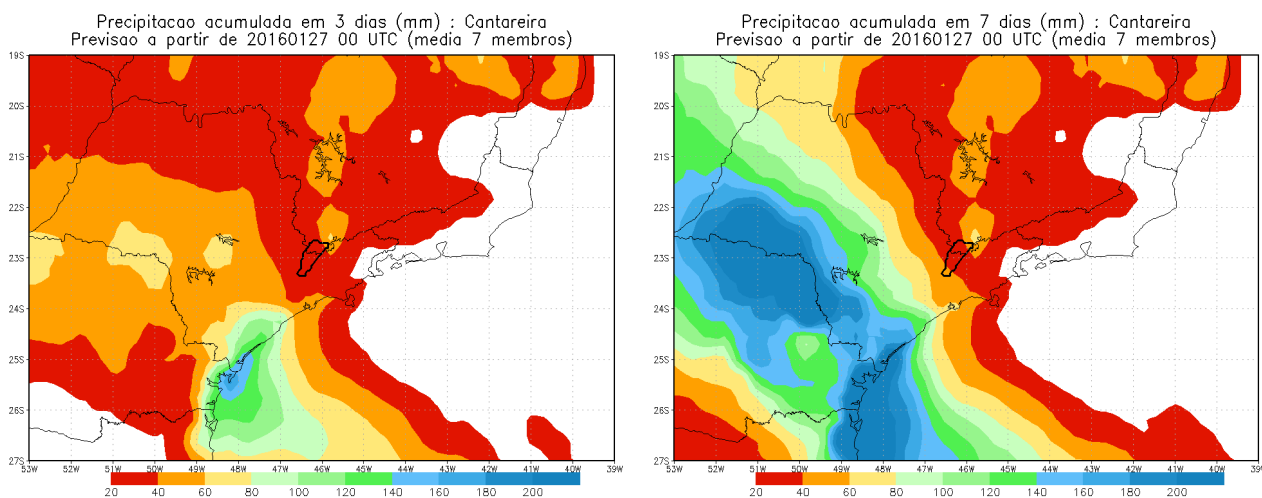 Precipitacao acumulada em 3 dias (mm) : Cantareira
Previsao a partir de 20160127 00 UTC (media 7 membros)
19S
20S
21S
22S
23S
24S
25S
26S
27S
53W 52W 51W 50W 49W 48W 47W 46W 45W 44W 43W 42W 41W 40W 39W
20 40 60 80 100 120 140 160 180 200
Precipitacao acumulada em 7 dias (mm) : Cantareira
Previsao a partir de 20160127 00 UTC (media 7 membros)
19S
20S
21S
22S
23S
24S
25S
26S
27S
53W 52W 51W 50W 49W 48W 47W 46W 45W 44W 43W 42W 41W 40W 39W
20 40 60 80 100 120 140 160 180 200